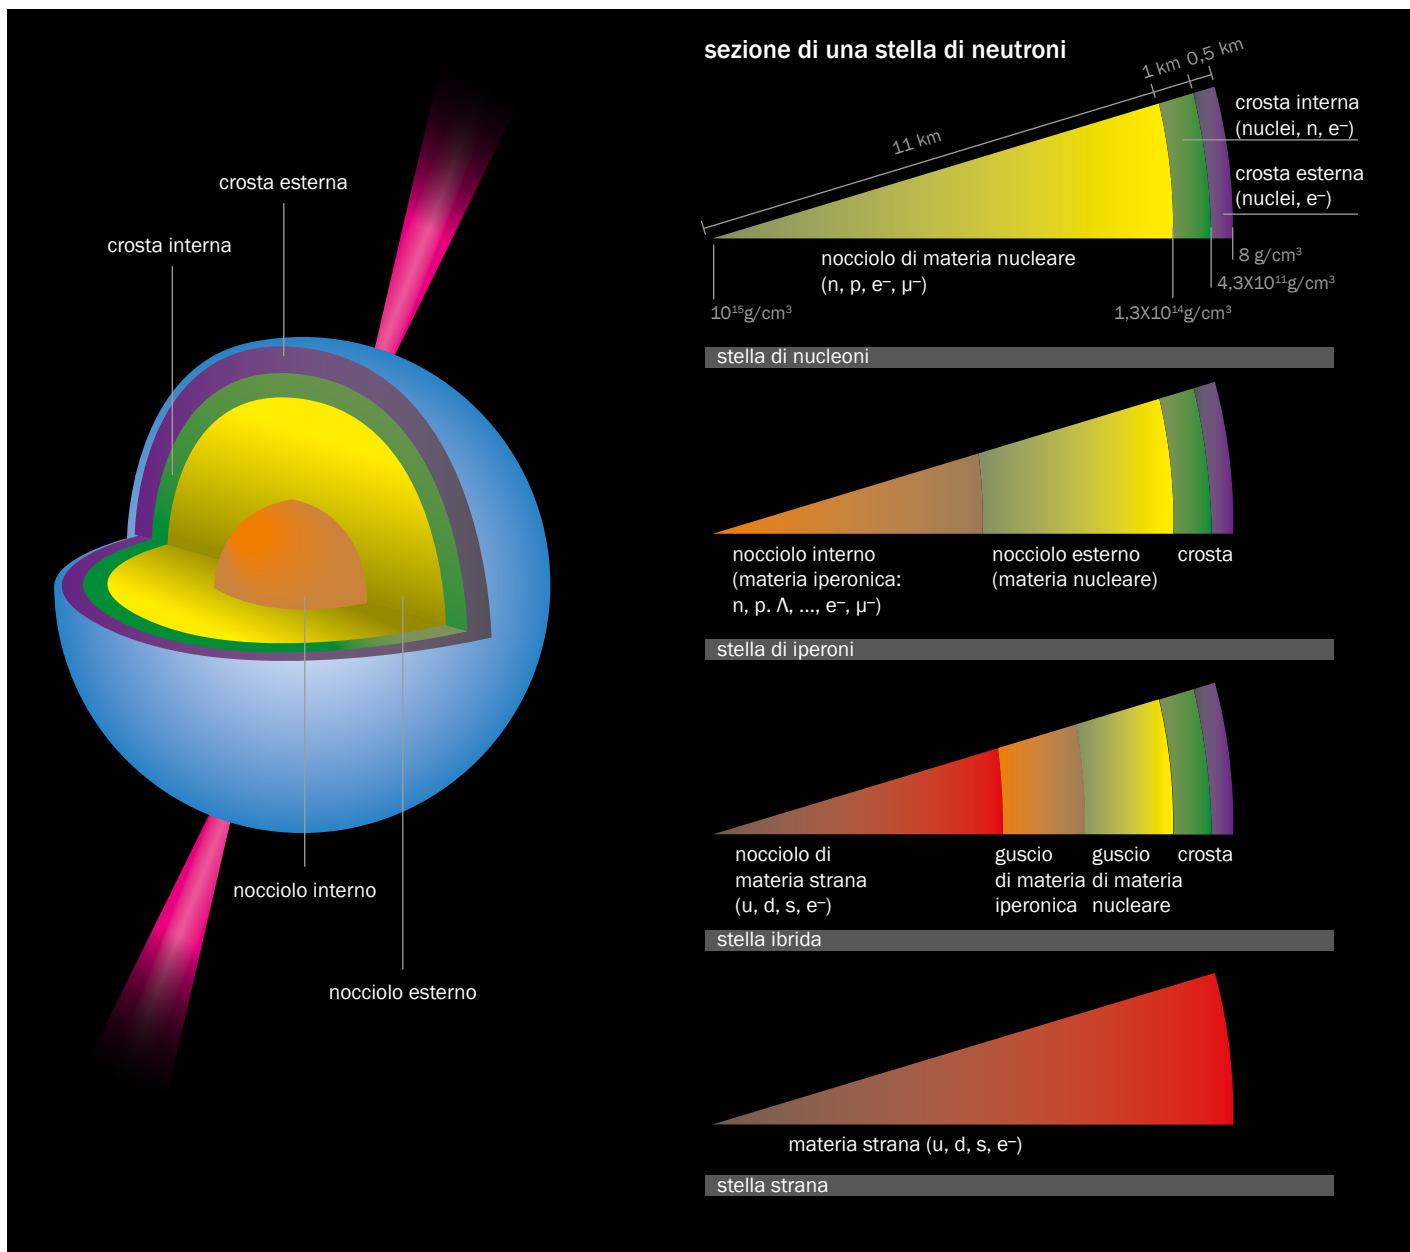 crosta esterna
crosta interna
nocciolo interno
nocciolo esterno
sezione di una stella di neutroni
11 km
1 km
0,5 km
crosta interna
(nuclei, n, e⁻)
crosta esterna
(nuclei, e⁻)
nocciolo di materia nucleare
(n, p, e⁻, µ⁻)
8 g/cm³
4,3X10¹¹g/cm³
1,3X10¹⁴g/cm³
10¹⁵g/cm³
stella di nucleoni
nocciolo interno
(materia iperonica:
n, p. Λ, ..., e⁻, µ⁻)
nocciolo esterno
(materia nucleare)
crosta
stella di iperoni
nocciolo di
materia strana
(u, d, s, e⁻)
guscio
di materia
iperonica
guscio
di materia
nucleare
crosta
stella ibrida
materia strana (u, d, s, e⁻)
stella strana